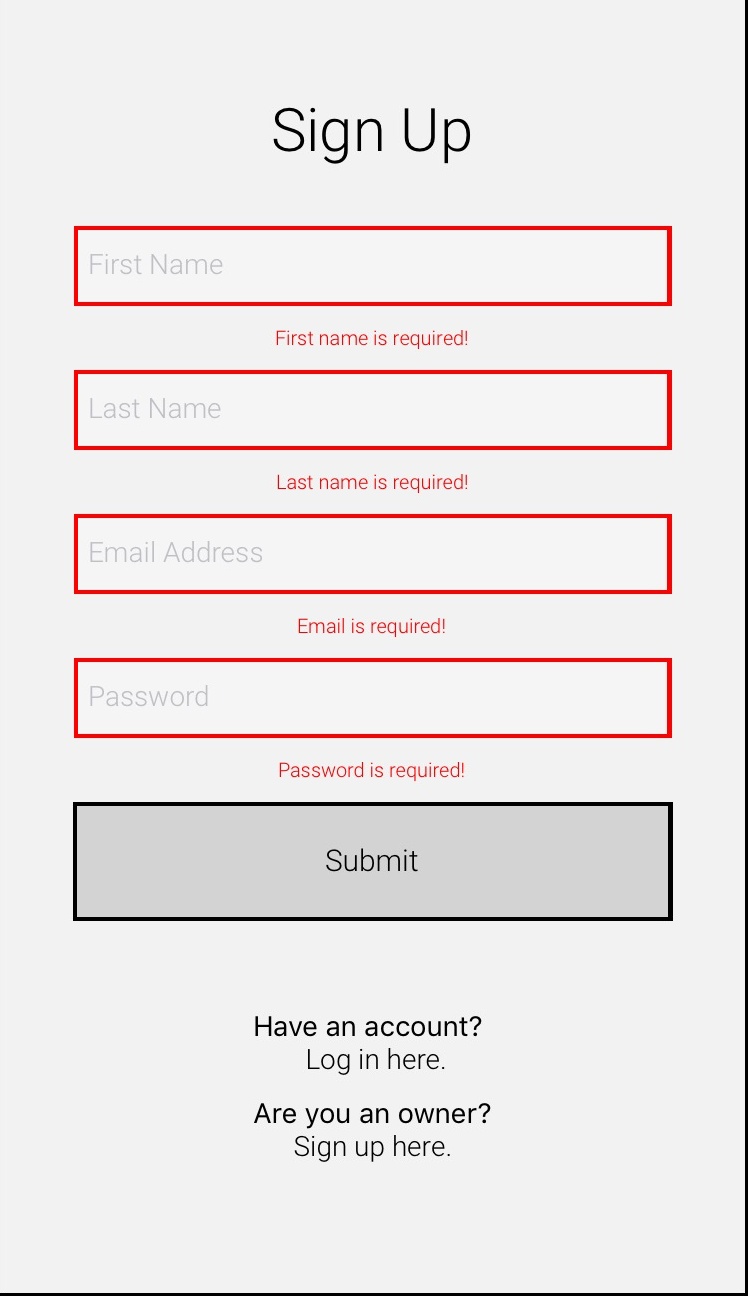 Sign Up
First Name
First name is required!
Last Name
Last name is required!
Email Address
Email is required!
Password
Password is required!
Submit
Have an account?
Log in here.
Are you an owner?
Sign up here.